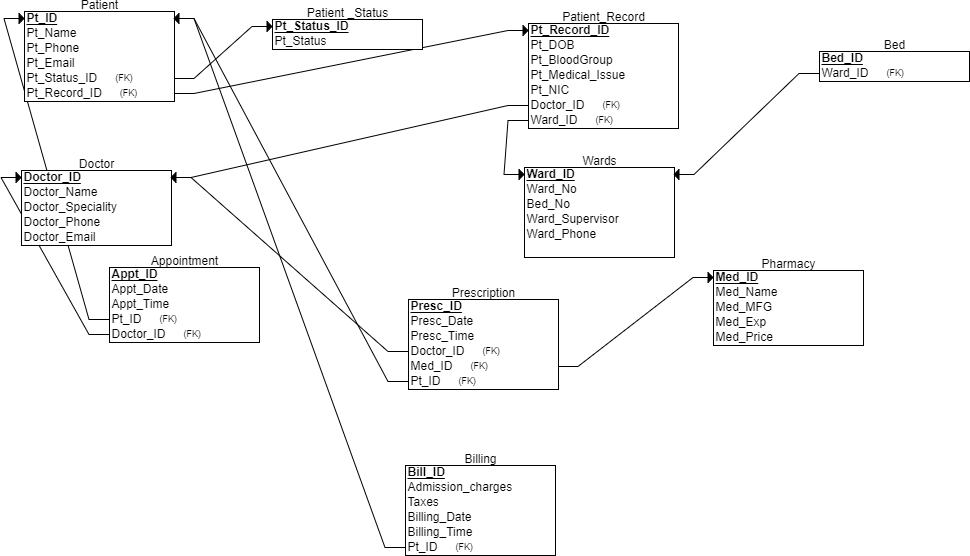 Patient
Pt_ID
Pt_Name
Pt_Phone
Pt_Email
Pt_Status_ID (FK)
Pt_Record_ID (FK)
Patient _Status
Pt_Status_ID
Pt_Status
Patient_Record
Pt_Record_ID
Pt_DOB
Pt_BloodGroup
Pt_Medical_Issue
Pt_NIC
Doctor_ID (FK)
Ward_ID (FK)
Bed
Bed_ID
Ward_ID (FK)
Doctor
Doctor_ID
Doctor_Name
Doctor_Speciality
Doctor_Phone
Doctor_Email
Wards
Ward_ID
Ward_No
Bed_No
Ward_Supervisor
Ward_Phone
Appointment
Appt_ID
Appt_Date
Appt_Time
Pt_ID (FK)
Doctor_ID (FK)
Prescription
Presc_ID
Presc_Date
Presc_Time
Doctor_ID (FK)
Med_ID (FK)
Pt_ID (FK)
Pharmacy
Med_ID
Med_Name
Med_MFG
Med_Exp
Med_Price
Billing
Bill_ID
Admission_charges
Taxes
Billing_Date
Billing_Time
Pt_ID (FK)